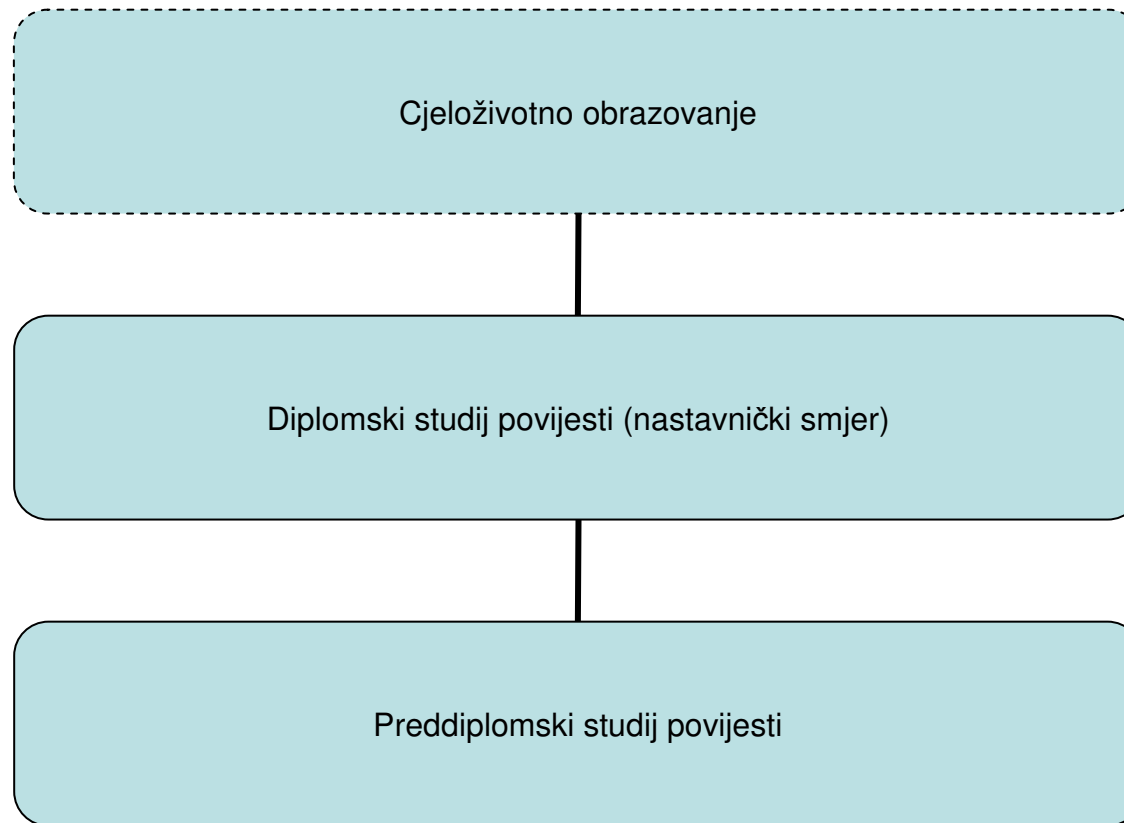 Cjeloživotno obrazovanje
Diplomski studij povijesti (nastavnički smjer)
Preddiplomski studij povijesti